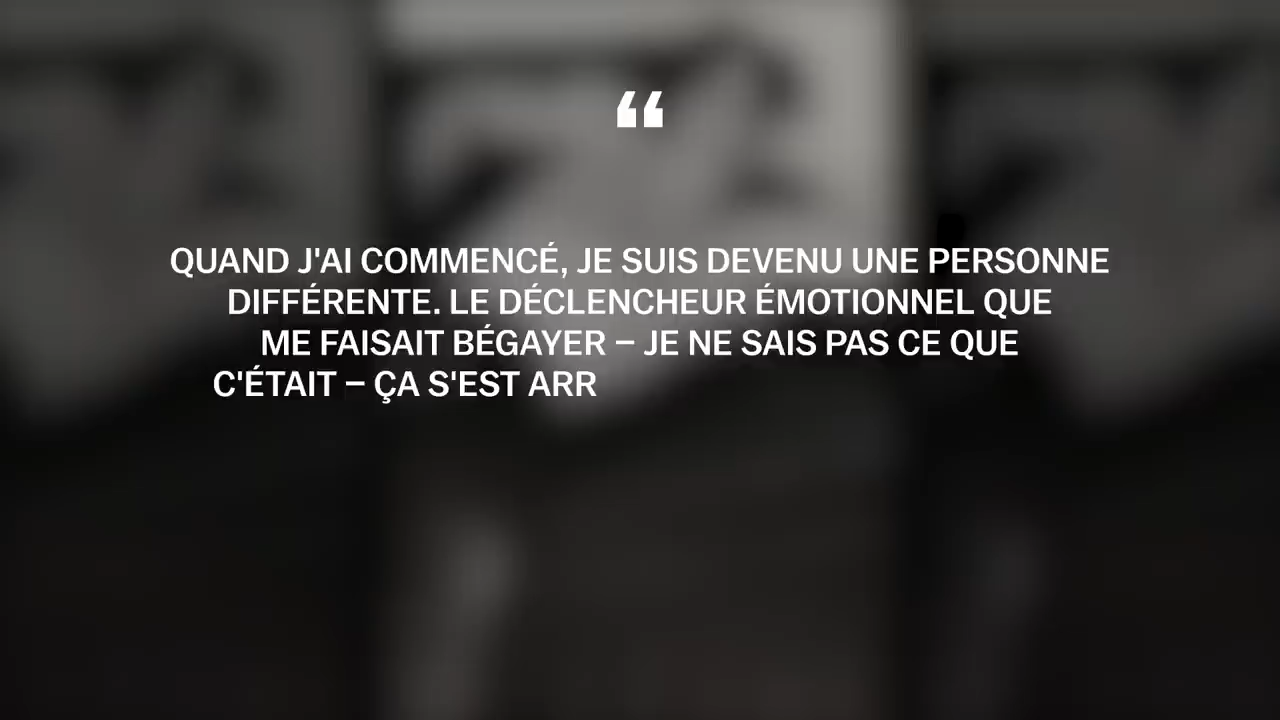 “
QUAND J'AI COMMENCÉ, JE SUIS DEVENU UNE PERSONNE
DIFFÉRENTE. LE DÉCLENCHEUR ÉMOTIONNEL QUE
ME FAISAIT BÉGAYER – JE NE SAIS PAS CE QUE
C'ÉTAIT – ÇA S'EST ARR